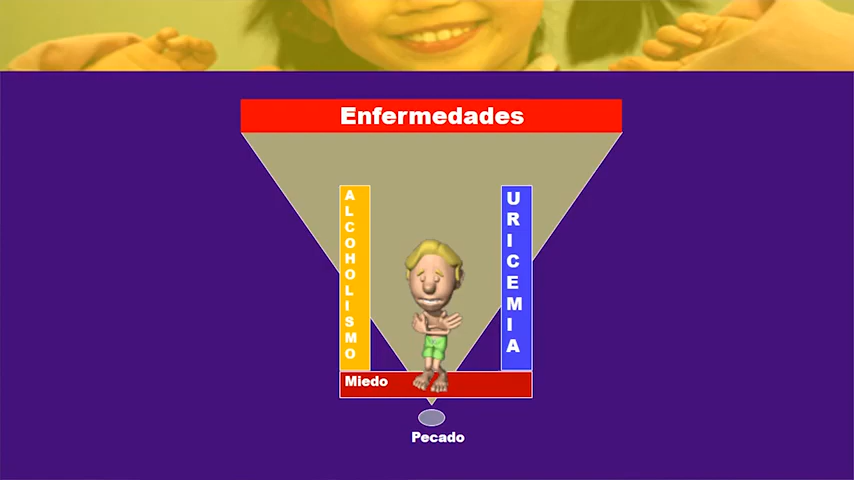 Enfermedades
ALCOHOLISMO
URICEMIA
Miedo
Pecado